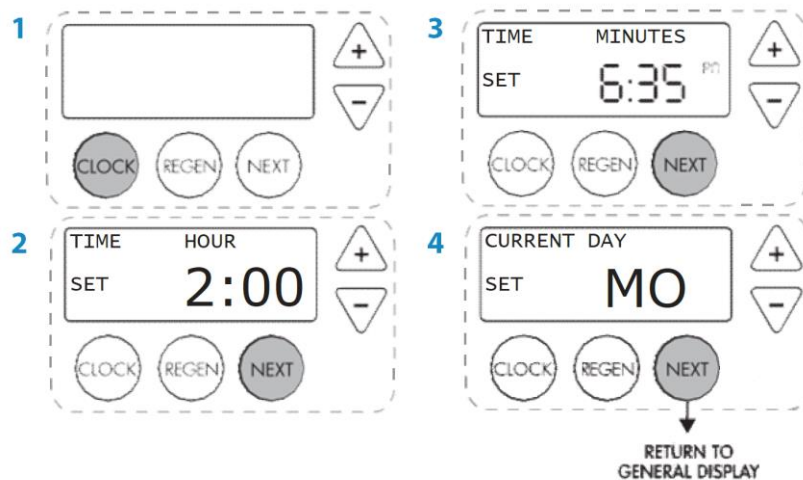 1
CLOCK REGEN NEXT
2
TIME HOUR
SET 2:00
CLOCK REGEN NEXT
3
TIME MINUTES
SET 6:35 PM
CLOCK REGEN NEXT
4
CURRENT DAY
SET MO
CLOCK REGEN NEXT
RETURN TO
GENERAL DISPLAY